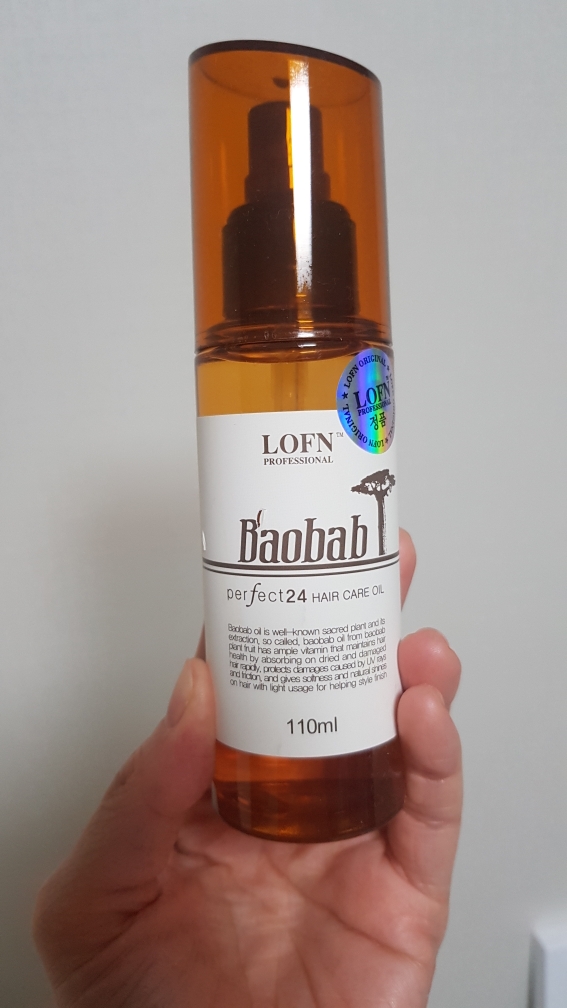 LOFN ORIGINAL ★ LOFN ORIGINAL ★
LOFN
PROFESSIONAL
정품
LOFN™
PROFESSIONAL
Baobab
perfect24 HAIR CARE OIL
Baobab oil is well-known sacred plant and its
extraction, so called, baobab oil from baobab
plant fruit has ample vitamin that maintains hair
health by absorbing on dried and damaged
hair rapidly, protects damages caused by UV rays
and friction, and gives softness and natural shines
on hair with light usage for helping style finish
110ml